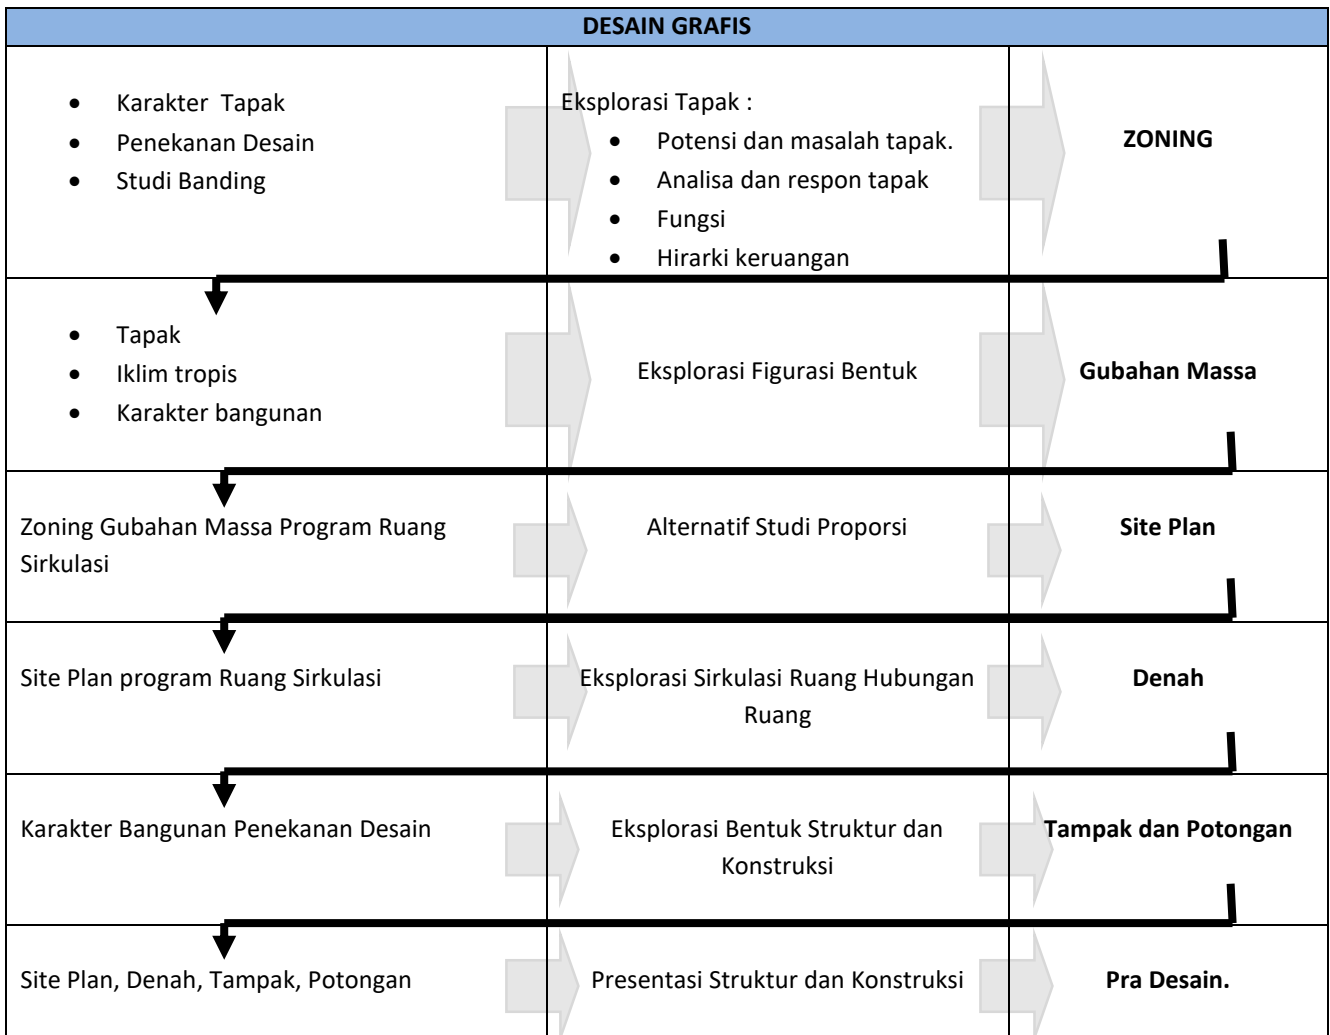 DESAIN GRAFIS
• Karakter Tapak
• Penekanan Desain
• Studi Banding
Eksplorasi Tapak :
• Potensi dan masalah tapak.
• Analisa dan respon tapak
• Fungsi
• Hirarki keruangan
ZONING
• Tapak
• Iklim tropis
• Karakter bangunan
Eksplorasi Figurasi Bentuk
Gubahan Massa
Zoning Gubahan Massa Program Ruang
Sirkulasi
Alternatif Studi Proporsi
Site Plan
Site Plan program Ruang Sirkulasi
Eksplorasi Sirkulasi Ruang Hubungan
Ruang
Denah
Karakter Bangunan Penekanan Desain
Eksplorasi Bentuk Struktur dan
Konstruksi
Tampak dan Potongan
Site Plan, Denah, Tampak, Potongan
Presentasi Struktur dan Konstruksi
Pra Desain.